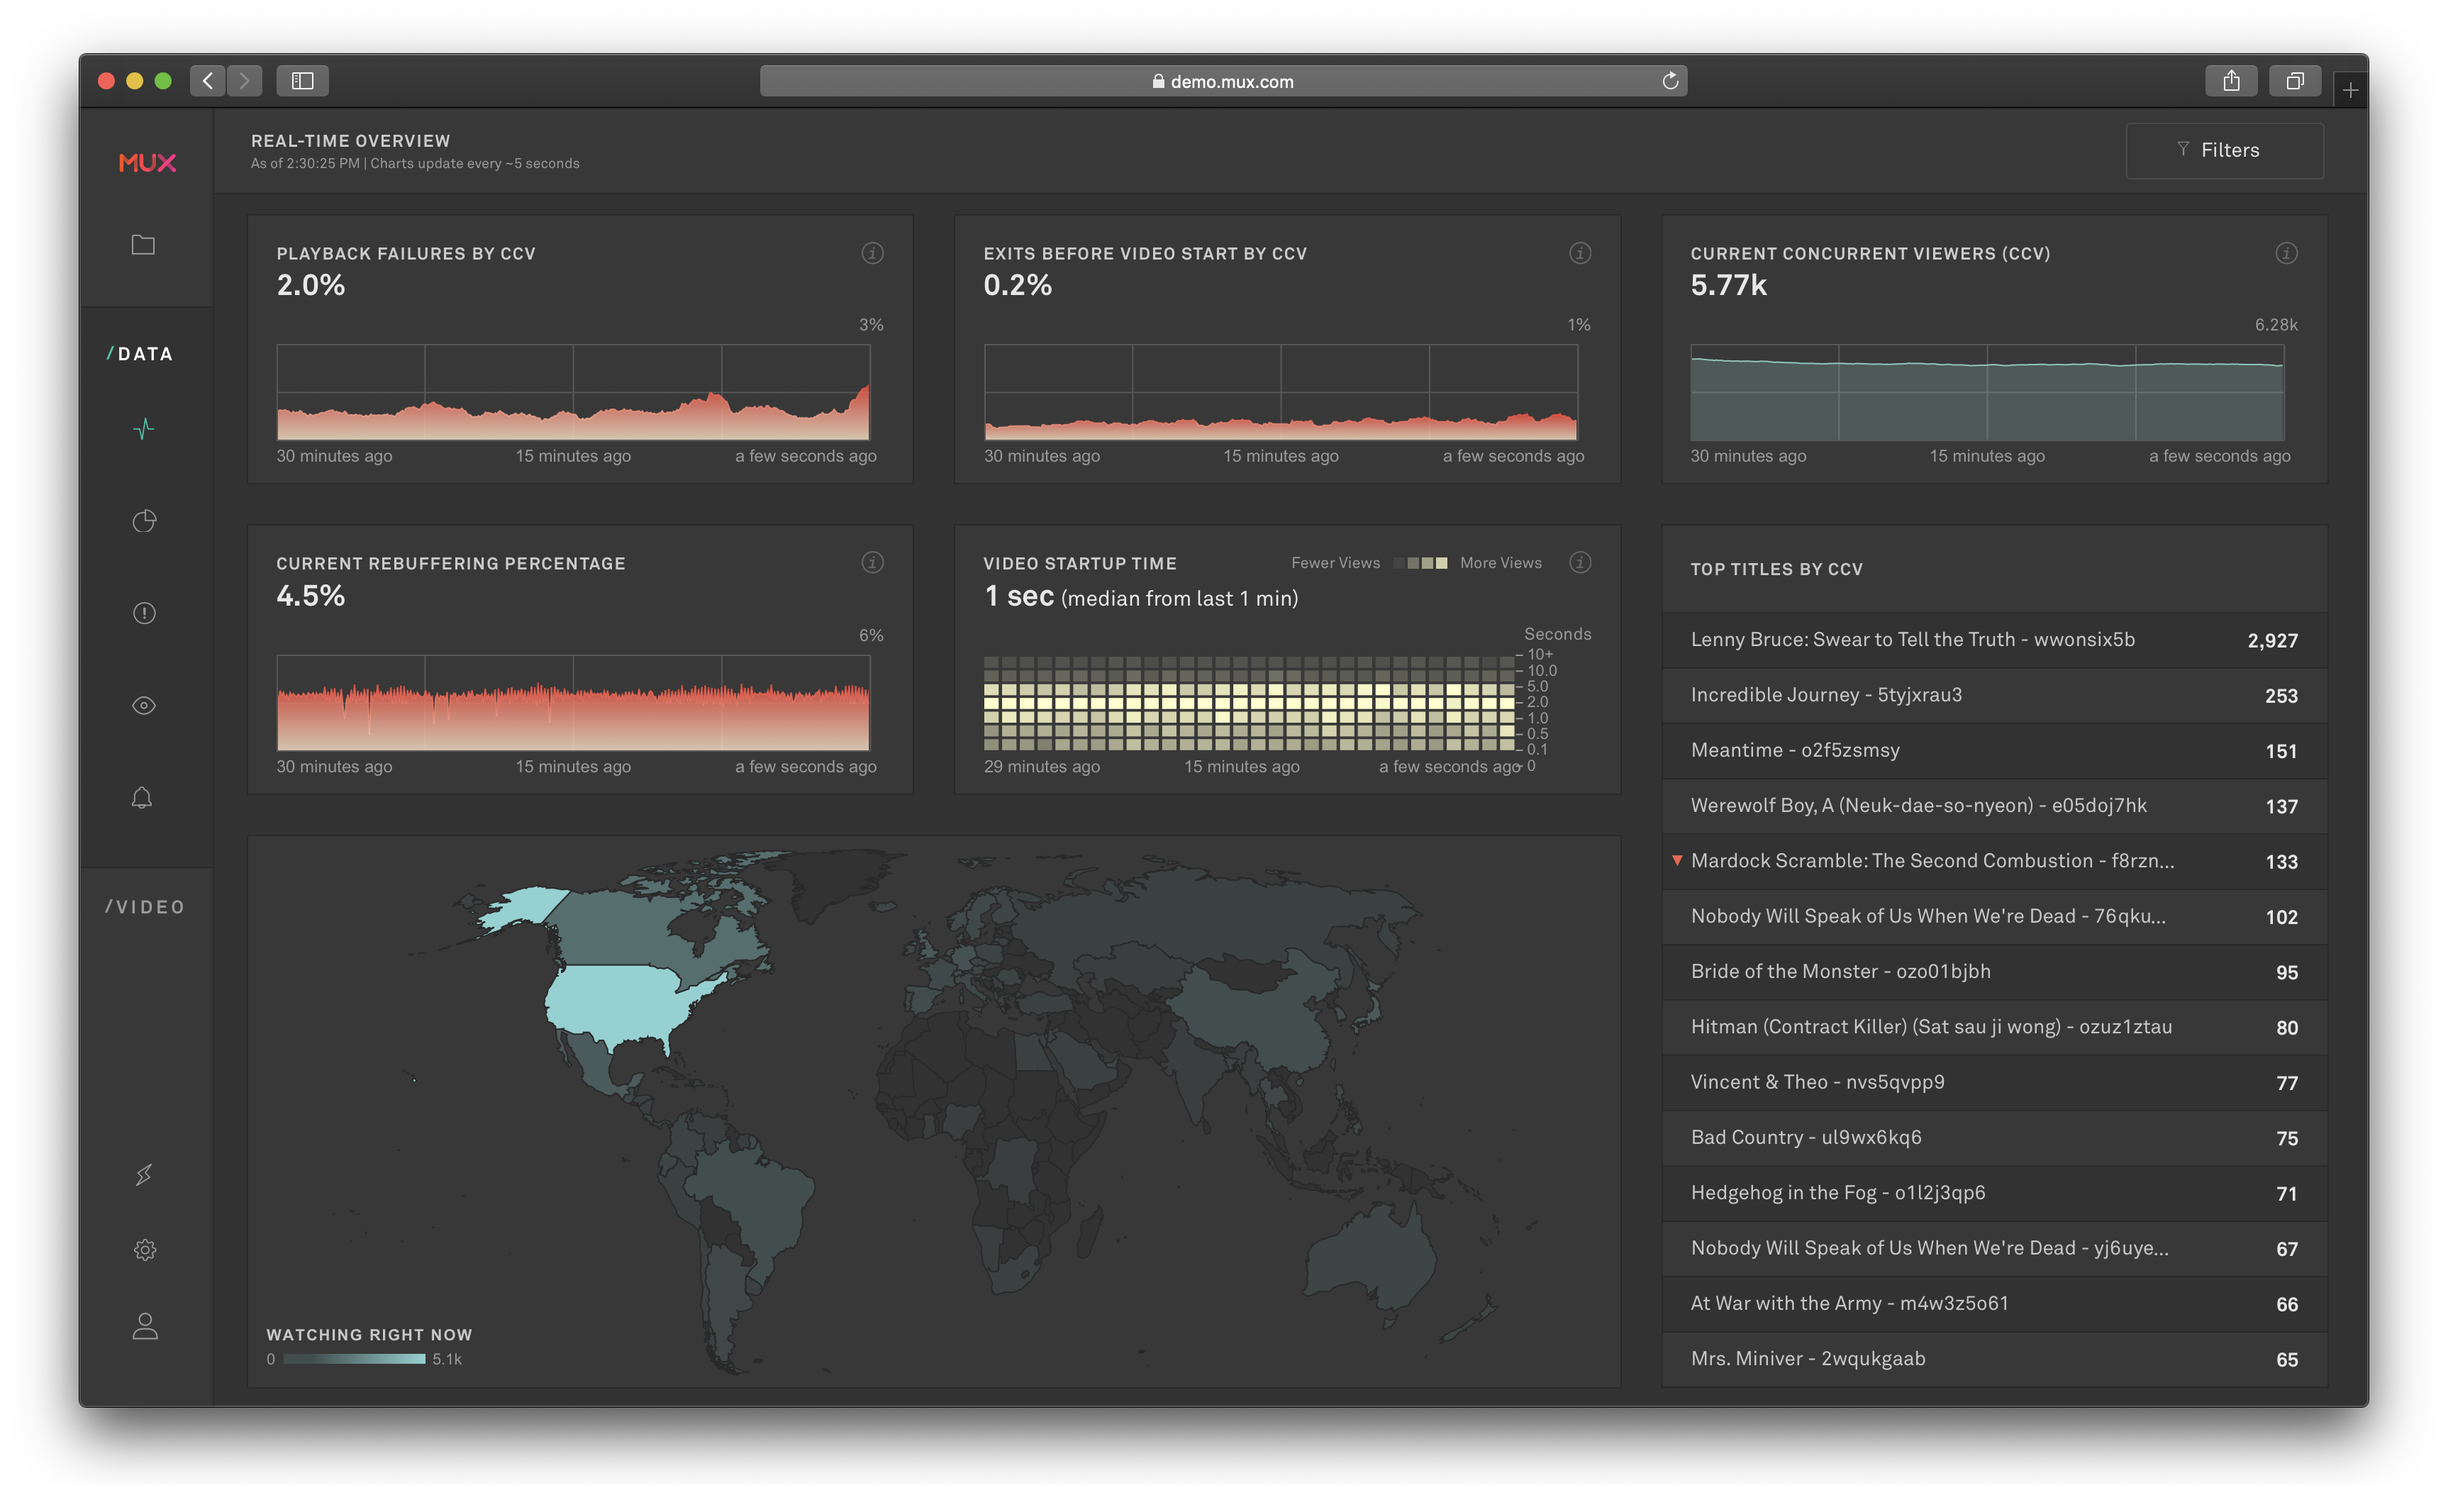 demo.mux.com
MUX
REAL-TIME OVERVIEW
As of 2:30:25 PM | Charts update every ~5 seconds
Filters
/DATA
/VIDEO
PLAYBACK FAILURES BY CCV
2.0%
3%
30 minutes ago 15 minutes ago a few seconds ago
EXITS BEFORE VIDEO START BY CCV
0.2%
1%
30 minutes ago 15 minutes ago a few seconds ago
CURRENT CONCURRENT VIEWERS (CCV)
5.77k
6.28k
30 minutes ago 15 minutes ago a few seconds ago
CURRENT REBUFFERING PERCENTAGE
4.5%
6%
30 minutes ago 15 minutes ago a few seconds ago
VIDEO STARTUP TIME Fewer Views More Views
1 sec (median from last 1 min)
Seconds
10+
10.0
5.0
2.0
1.0
0.5
0.1
0
29 minutes ago 15 minutes ago a few seconds ago
TOP TITLES BY CCV
Lenny Bruce: Swear to Tell the Truth - wwonsix5b 2,927
Incredible Journey - 5tyjxrau3 253
Meantime - o2f5zsmsy 151
Werewolf Boy, A (Neuk-dae-so-nyeon) - e05doj7hk 137
Mardock Scramble: The Second Combustion - f8rzn... 133
Nobody Will Speak of Us When We're Dead - 76qku... 102
Bride of the Monster - ozo01bjbh 95
Hitman (Contract Killer) (Sat sau ji wong) - ozuz1ztau 80
Vincent & Theo - nvs5qvpp9 77
Bad Country - ul9wx6kq6 75
Hedgehog in the Fog - o1l2j3qp6 71
Nobody Will Speak of Us When We're Dead - yj6uye... 67
At War with the Army - m4w3z5o61 66
Mrs. Miniver - 2wqukgaab 65
WATCHING RIGHT NOW
0 5.1k